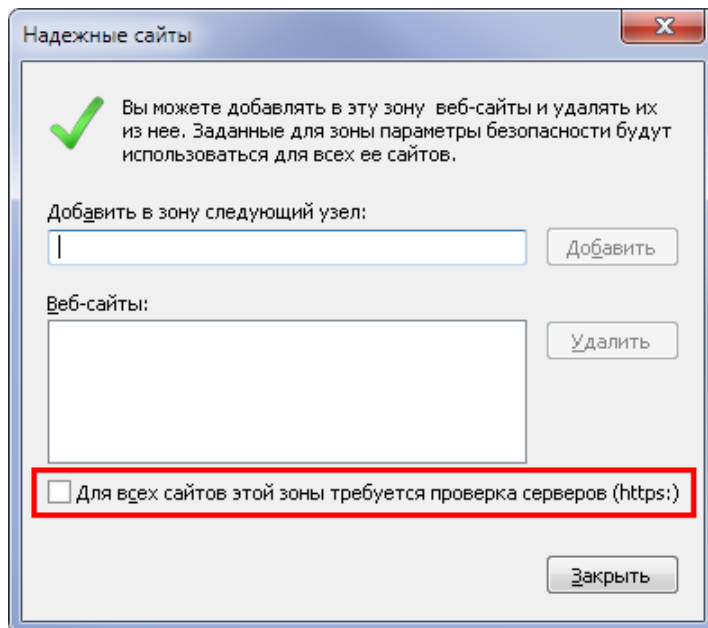 Надежные сайты
Вы можете добавлять в эту зону веб-сайты и удалять их
из нее. Заданные для зоны параметры безопасности будут
использоваться для всех ее сайтов.
Добавить в зону следующий узел:
Добавить
Веб-сайты:
Удалить
Для всех сайтов этой зоны требуется проверка серверов (https:)
Закрыть